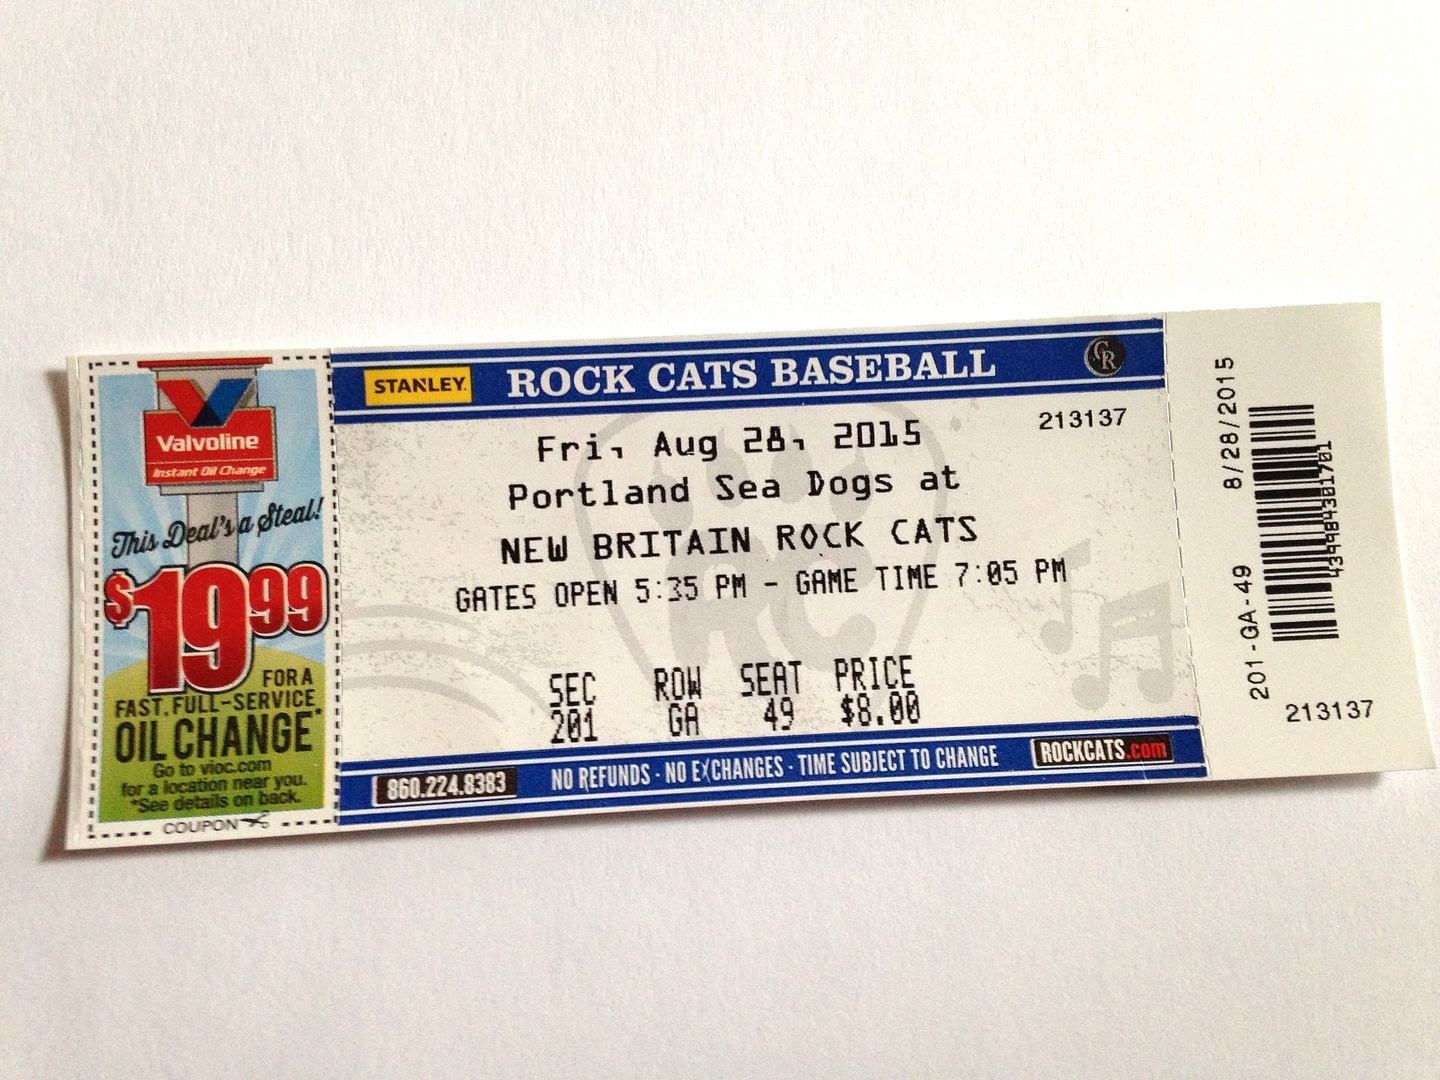 Valvoline
Instant Oil Change
This Deal's a Steal!
$19.99
FOR A
FAST, FULL-SERVICE
OIL CHANGE*
Go to vioc.com
for a location near you.
*See details on back.
COUPON
STANLEY.
ROCK CATS BASEBALL
CR
213137
Fri, Aug 28, 2015
Portland Sea Dogs at
NEW BRITAIN ROCK CATS
GATES OPEN 5:35 PM - GAME TIME 7:05 PM
SEC ROW SEAT PRICE
201 GA 49 $8.00
860.224.8383
NO REFUNDS · NO EXCHANGES · TIME SUBJECT TO CHANGE
ROCKCATS.com
201-GA-49 8/28/2015
213137